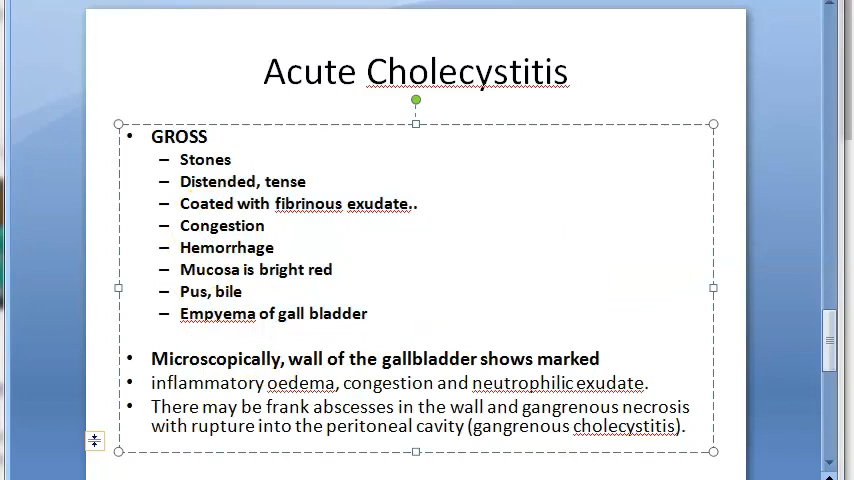 Acute Cholecystitis
• GROSS
– Stones
– Distended, tense
– Coated with fibrinous exudate..
– Congestion
– Hemorrhage
– Mucosa is bright red
– Pus, bile
– Empyema of gall bladder
• Microscopically, wall of the gallbladder shows marked
• inflammatory oedema, congestion and neutrophilic exudate.
• There may be frank abscesses in the wall and gangrenous necrosis
with rupture into the peritoneal cavity (gangrenous cholecystitis).